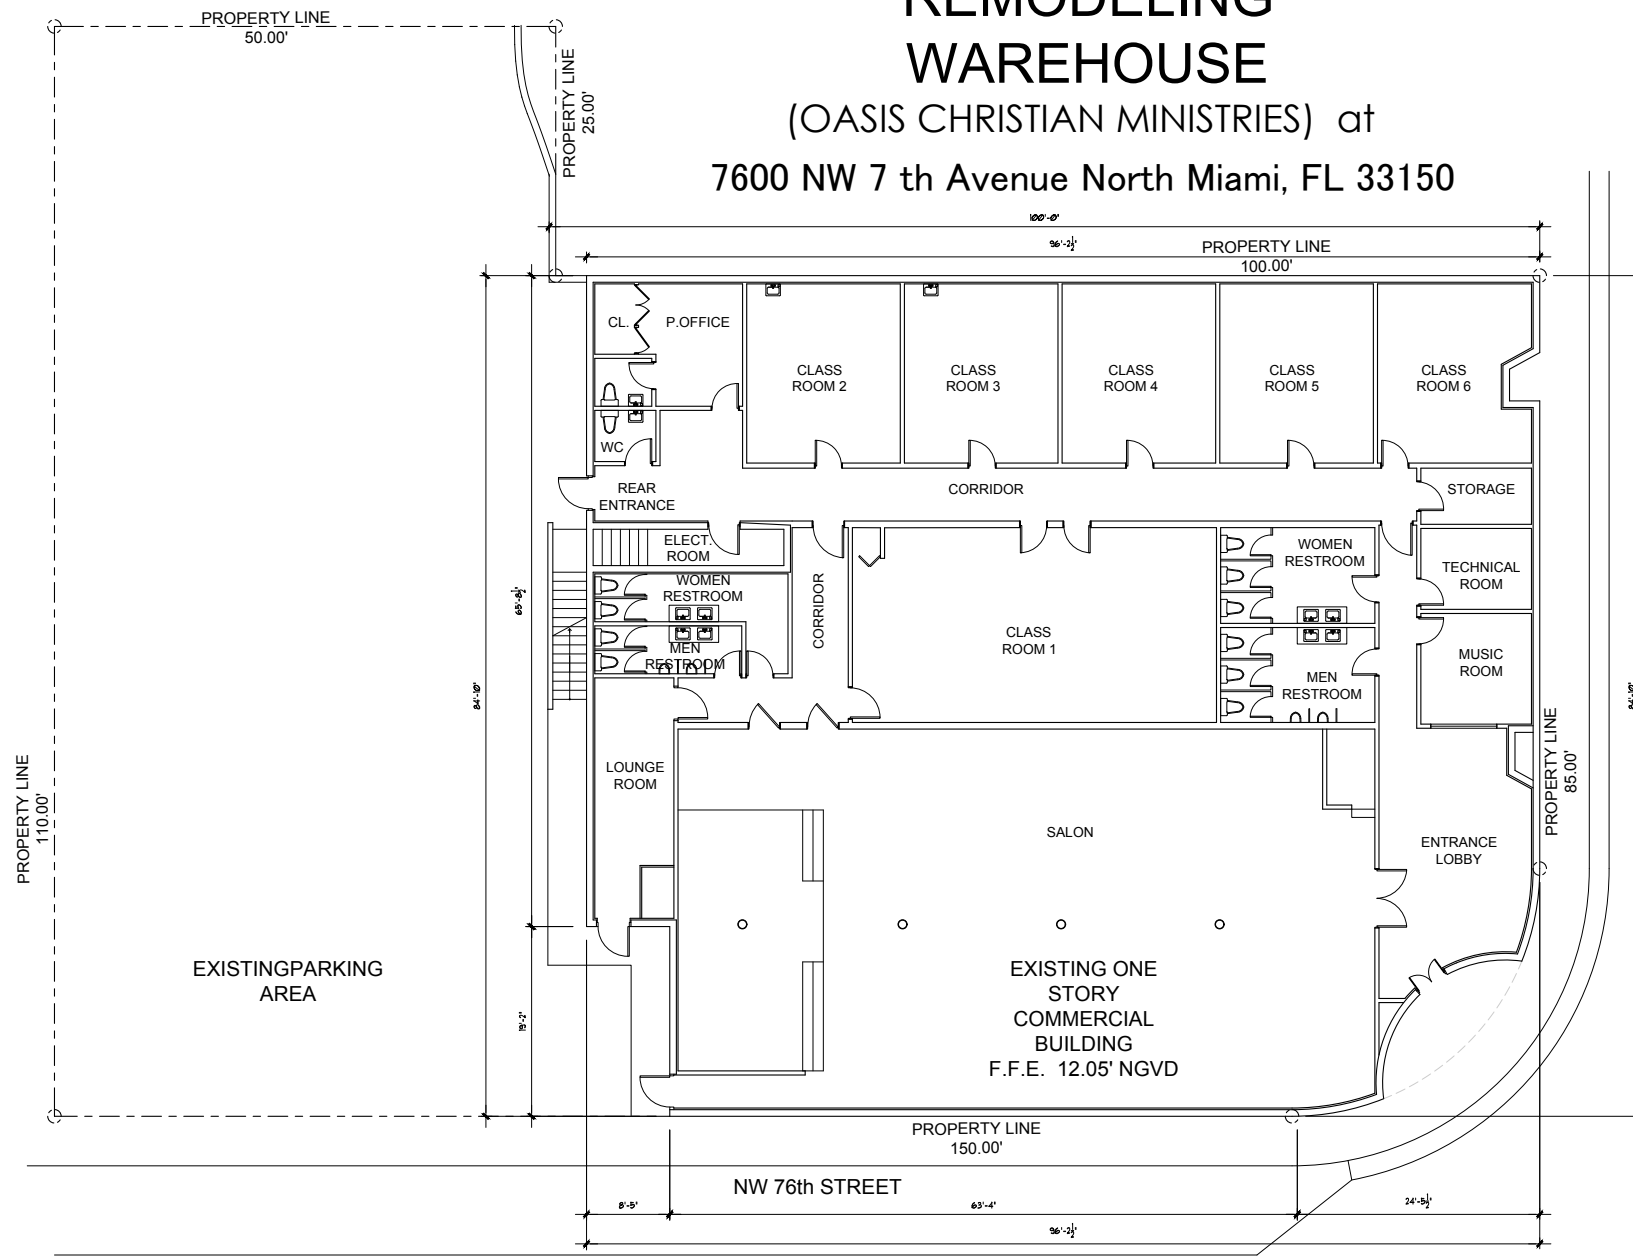 REMODELING
WAREHOUSE
(OASIS CHRISTIAN MINISTRIES) at
7600 NW 7 th Avenue North Miami, FL 33150
PROPERTY LINE
50.00'
PROPERTY LINE
25.00'
100'-0"
96'-2½"
PROPERTY LINE
100.00'
CL.
P.OFFICE
CLASS
ROOM 2
CLASS
ROOM 3
CLASS
ROOM 4
CLASS
ROOM 5
CLASS
ROOM 6
WC
REAR
ENTRANCE
CORRIDOR
STORAGE
ELECT.
ROOM
WOMEN
RESTROOM
MEN
RESTROOM
CORRIDOR
CLASS
ROOM 1
WOMEN
RESTROOM
MEN
RESTROOM
TECHNICAL
ROOM
MUSIC
ROOM
65'-8½"
84'-10"
84'-10"
PROPERTY LINE
110.00'
LOUNGE
ROOM
SALON
ENTRANCE
LOBBY
PROPERTY LINE
85.00'
EXISTINGPARKING
AREA
EXISTING ONE
STORY
COMMERCIAL
BUILDING
F.F.E. 12.05' NGVD
19'-2"
PROPERTY LINE
150.00'
NW 76th STREET
8'-5"
63'-4"
24'-5½"
96'-2½"